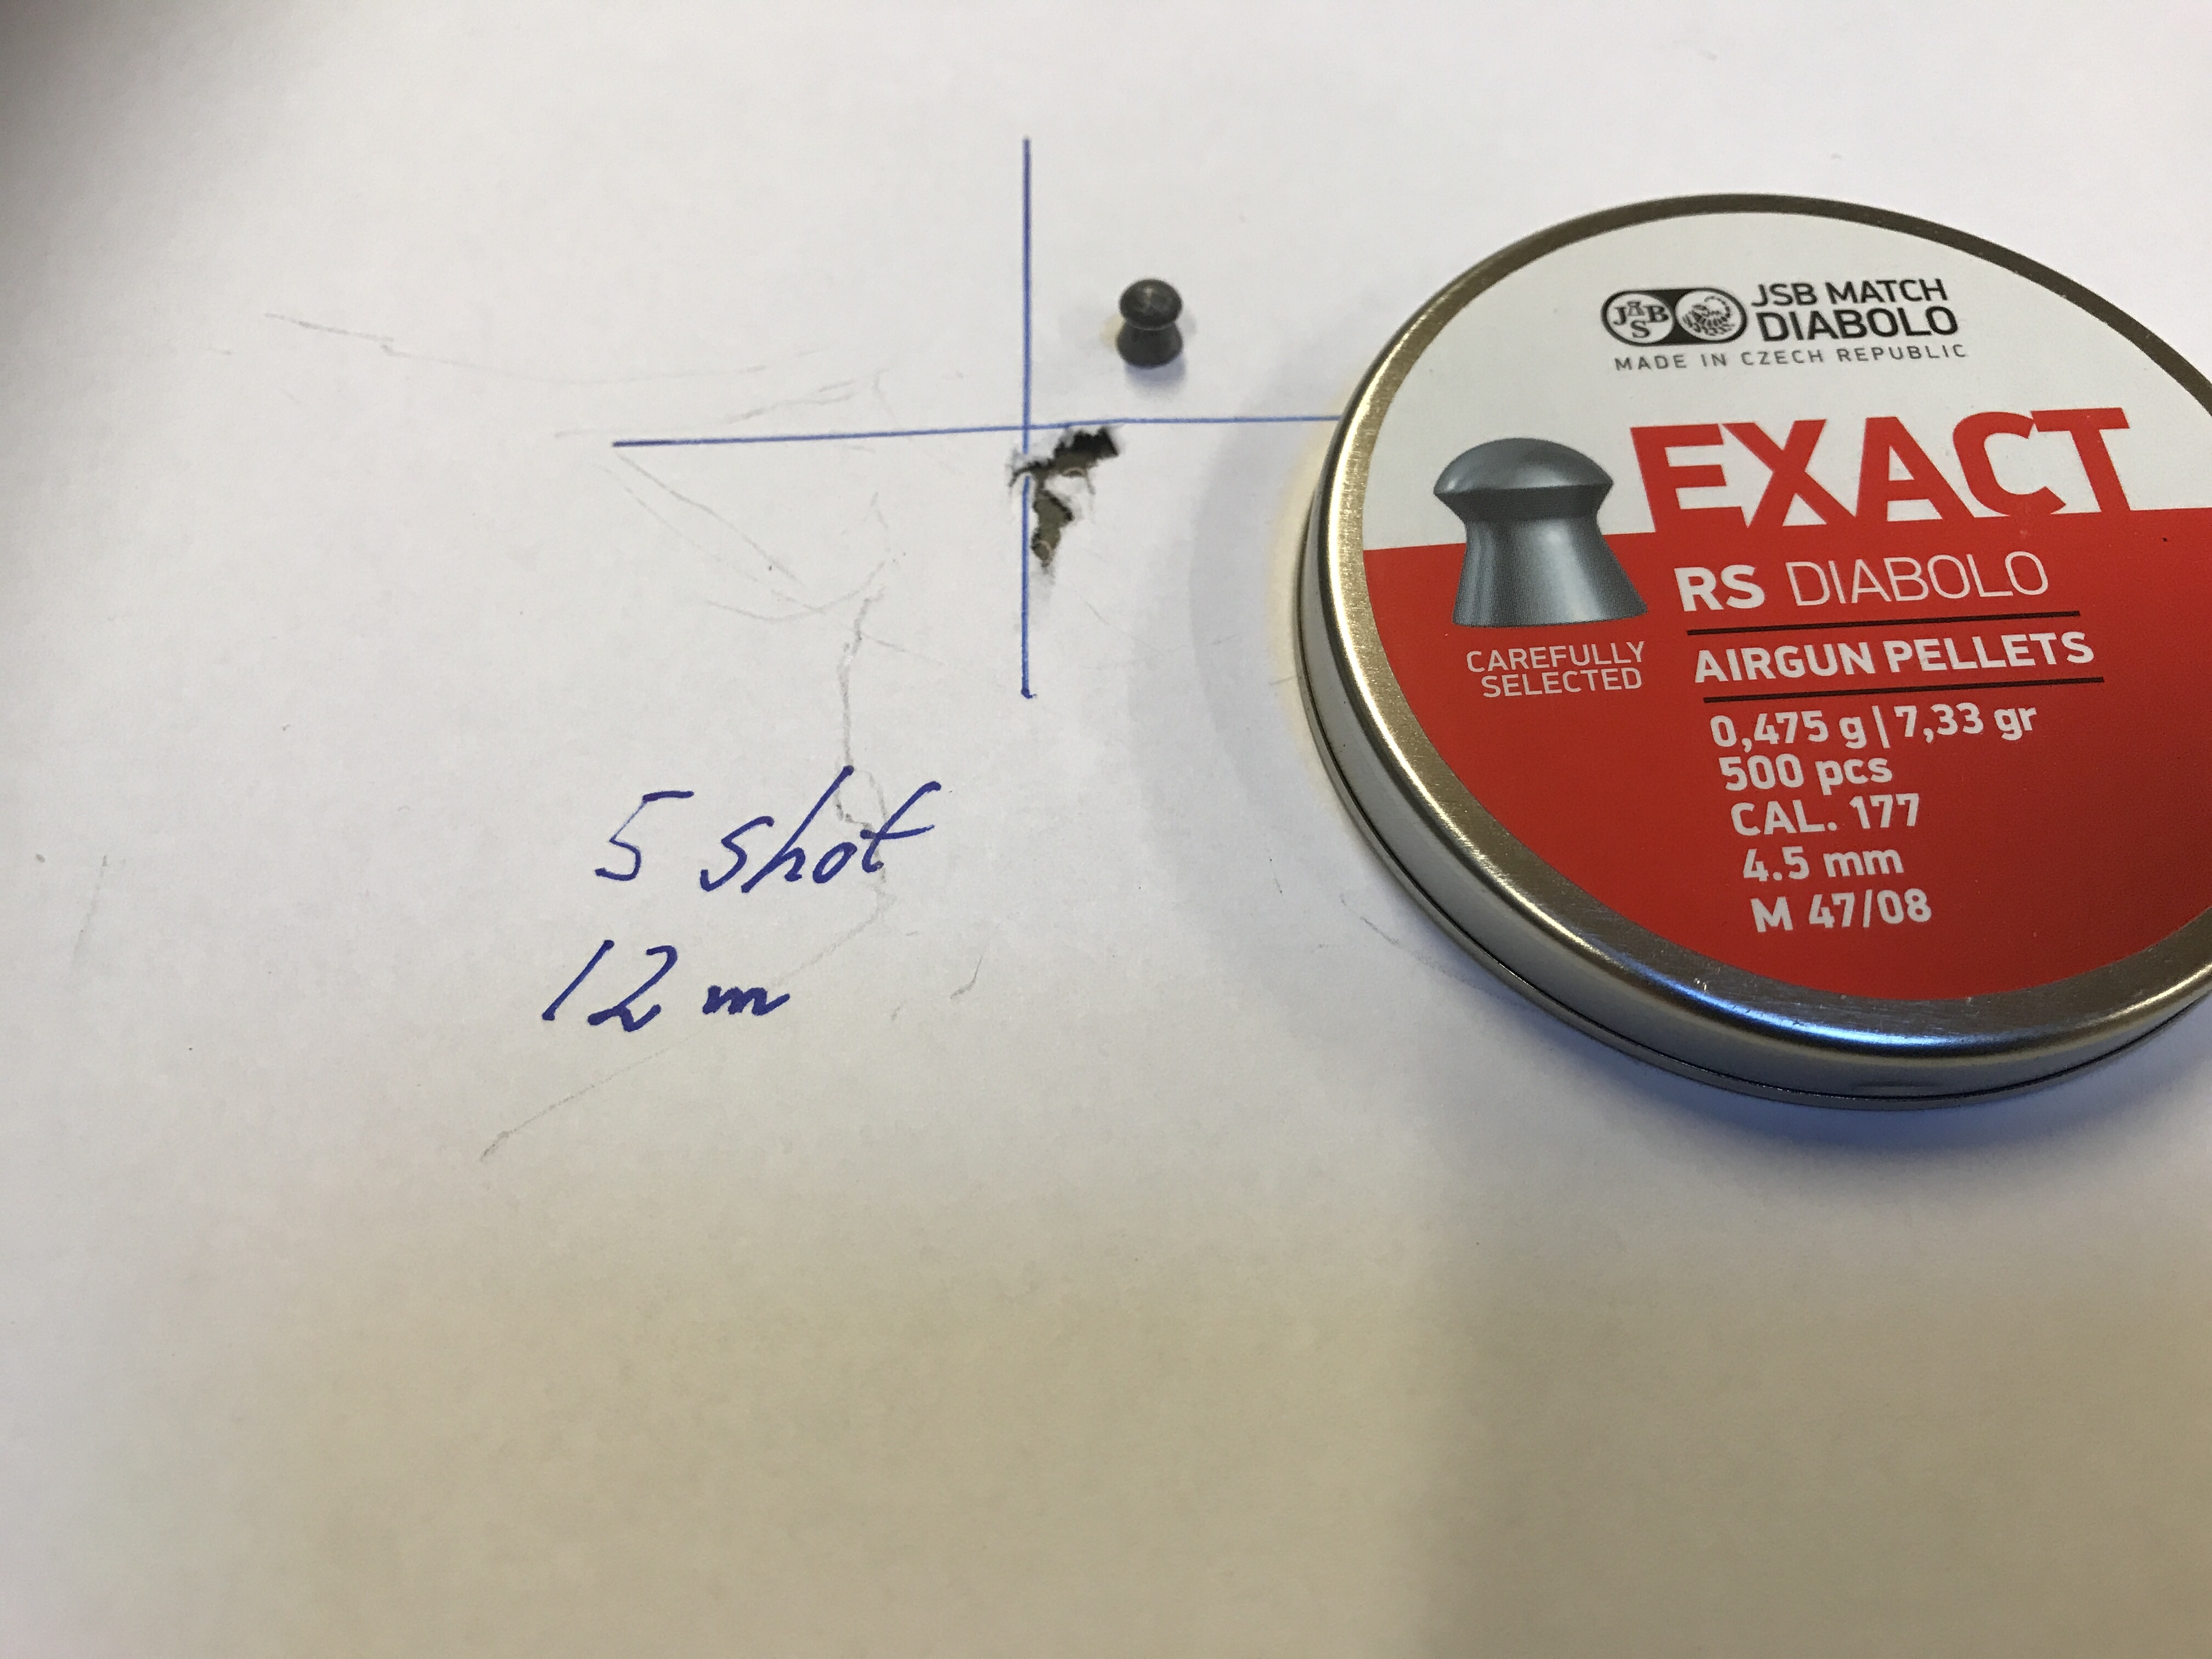 JSB
JSB MATCH
DIABOLO
MADE IN CZECH REPUBLIC
EXACT
RS DIABOLO
AIRGUN PELLETS
CAREFULLY
SELECTED
0,475 g | 7,33 gr
500 pcs
CAL. 177
4.5 mm
M 47/08
5 shot
12 m